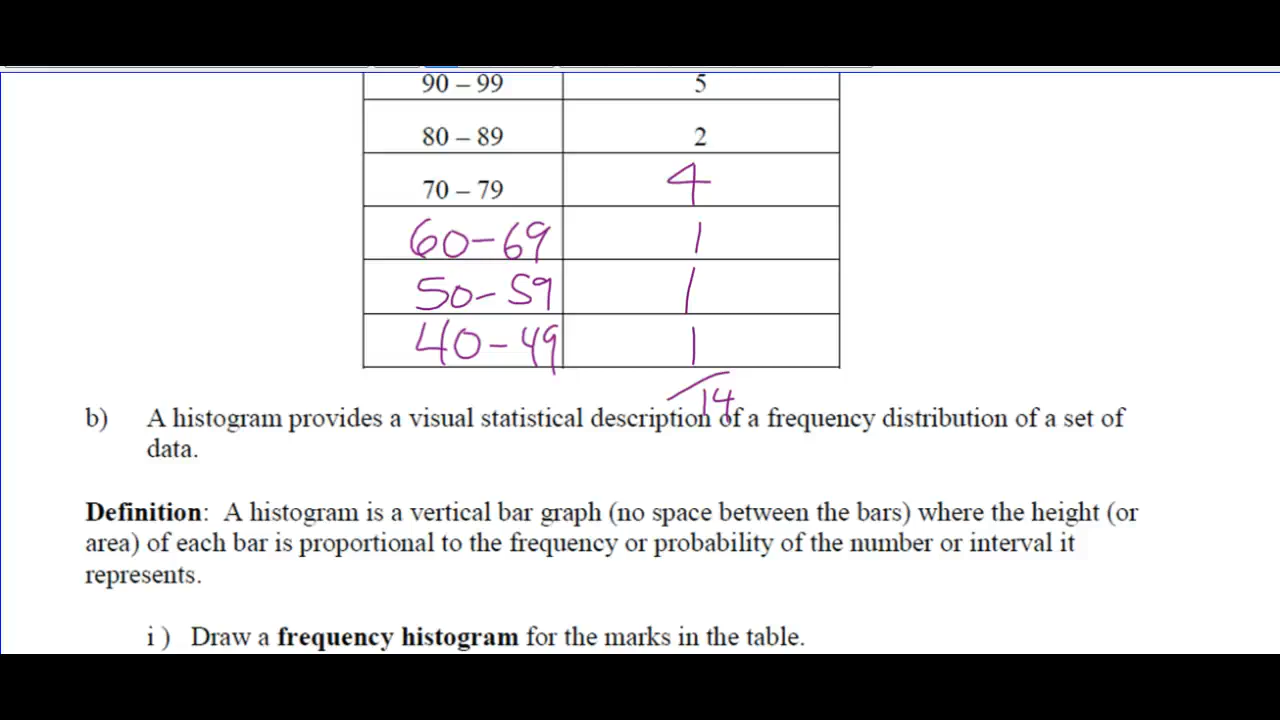 90 – 99 5
80 – 89 2
70 – 79 4
60 – 69 1
50 – 59 1
40 – 49 1
14
b) A histogram provides a visual statistical description of a frequency distribution of a set of
data.
Definition: A histogram is a vertical bar graph (no space between the bars) where the height (or
area) of each bar is proportional to the frequency or probability of the number or interval it
represents.
i ) Draw a frequency histogram for the marks in the table.